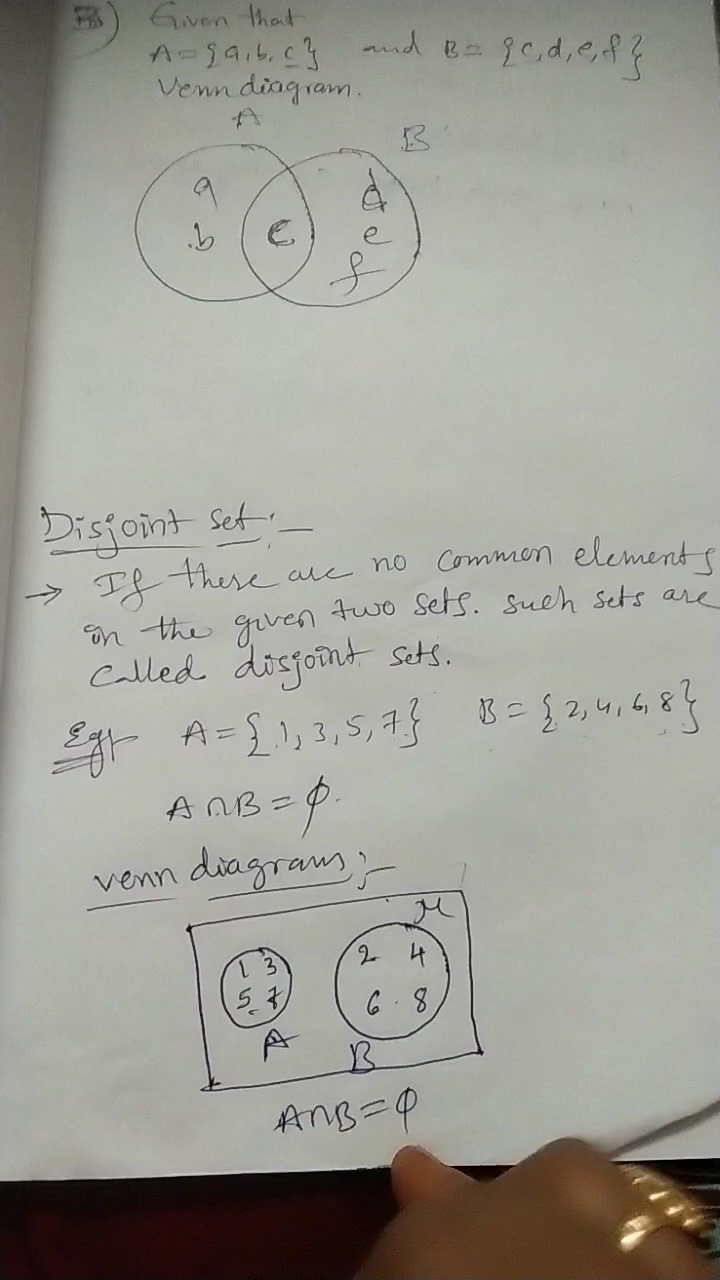 Given that
A = {a, b, c} and B = {c, d, e, f}
Venn diagram.
A
B
a
d
b
c
e
f
Disjoint set :-
→ If there are no common elements
in the given two sets. such sets are
called disjoint sets.
Eg:- A = { 1, 3, 5, 7 } B = { 2, 4, 6, 8 }
A ∩ B = ϕ.
venn diagram :-
μ
1 3
2 4
5 7
6 8
A
B
A∩B = ϕ